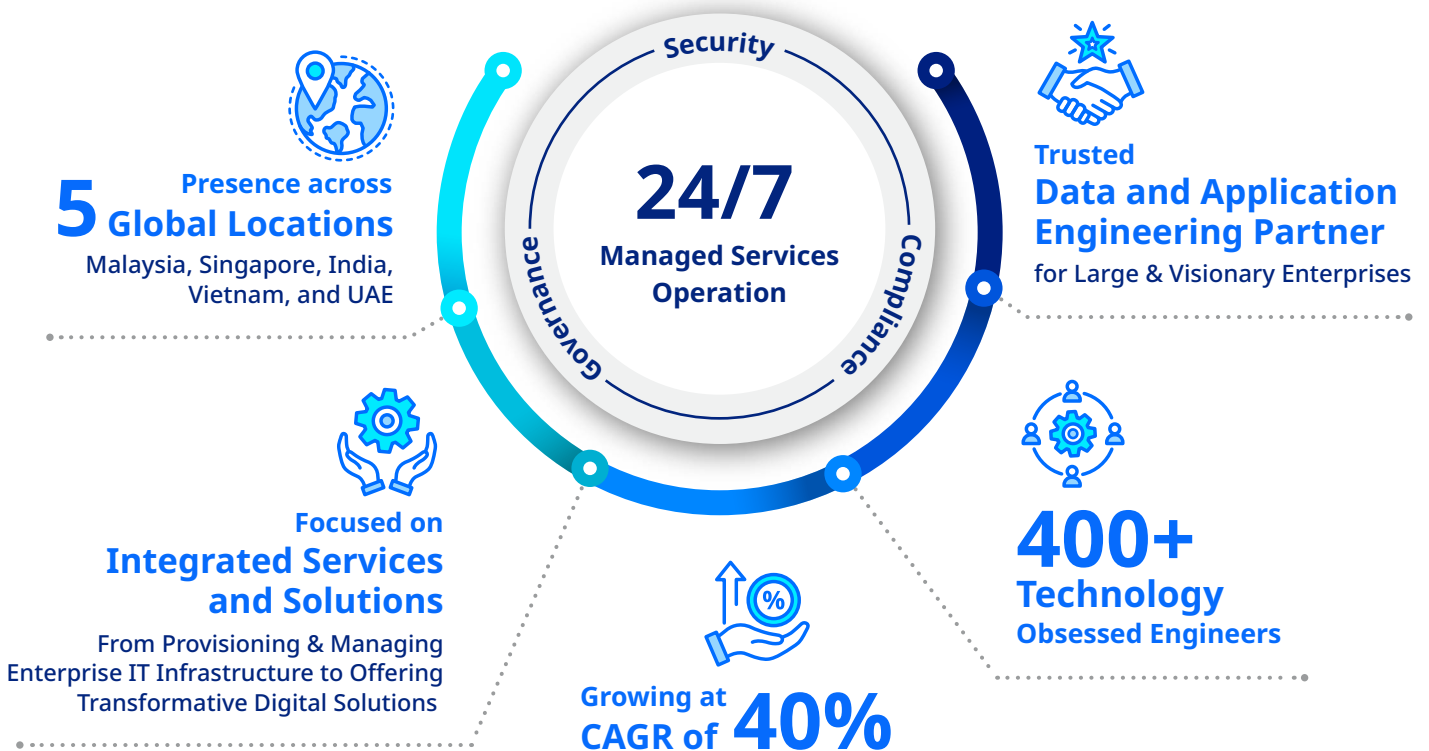 Security
Governance
Compliance
24/7
Managed Services
Operation
Presence across
5 Global Locations
Malaysia, Singapore, India,
Vietnam, and UAE
Focused on
Integrated Services
and Solutions
From Provisioning & Managing
Enterprise IT Infrastructure to Offering
Transformative Digital Solutions
%
Growing at
CAGR of 40%
400+
Technology
Obsessed Engineers
Trusted
Data and Application
Engineering Partner
for Large & Visionary Enterprises